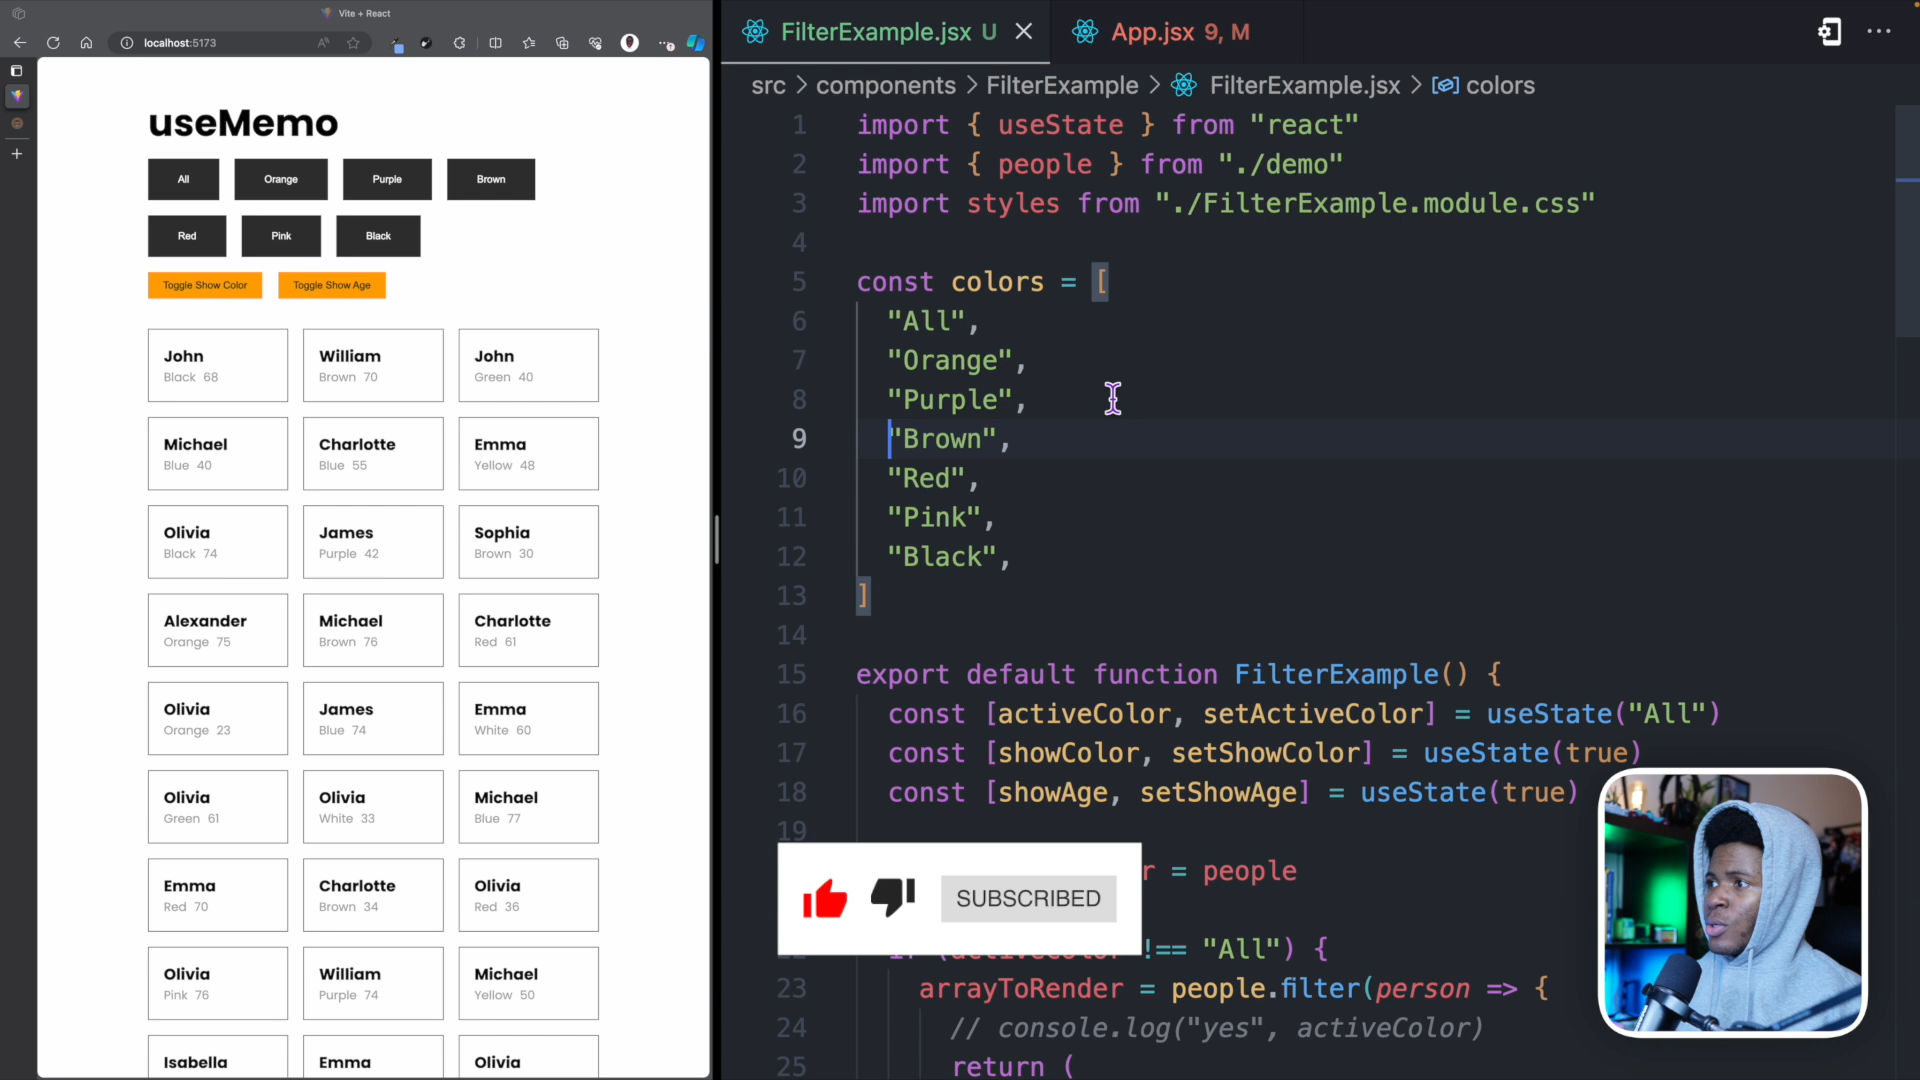 Vite + React
localhost:5173
useMemo
All
Orange
Purple
Brown
Red
Pink
Black
Toggle Show Color
Toggle Show Age
John
Black 68
William
Brown 70
John
Green 40
Michael
Blue 40
Charlotte
Blue 55
Emma
Yellow 48
Olivia
Black 74
James
Purple 42
Sophia
Brown 30
Alexander
Orange 75
Michael
Brown 76
Charlotte
Red 61
Olivia
Orange 23
James
Blue 74
Emma
White 60
Olivia
Green 61
Olivia
White 33
Michael
Blue 77
Emma
Red 70
Charlotte
Brown 34
Olivia
Red 36
Olivia
Pink 76
William
Purple 74
Michael
Yellow 50
Isabella
Emma
Olivia
FilterExample.jsx U
App.jsx 9, M
src > components > FilterExample > FilterExample.jsx > colors
1 import { useState } from "react"
2 import { people } from "./demo"
3 import styles from "./FilterExample.module.css"
4
5 const colors = [
6 "All",
7 "Orange",
8 "Purple",
9 "Brown",
10 "Red",
11 "Pink",
12 "Black",
13 ]
14
15 export default function FilterExample() {
16 const [activeColor, setActiveColor] = useState("All")
17 const [showColor, setShowColor] = useState(true)
18 const [showAge, setShowAge] = useState(true)
19
r = people
SUBSCRIBED
!== "All") {
23 arrayToRender = people.filter(person => {
24 // console.log("yes", activeColor)
25 return (